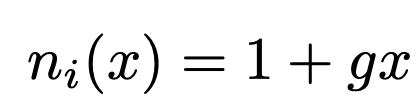 n_i(x) = 1 + gx